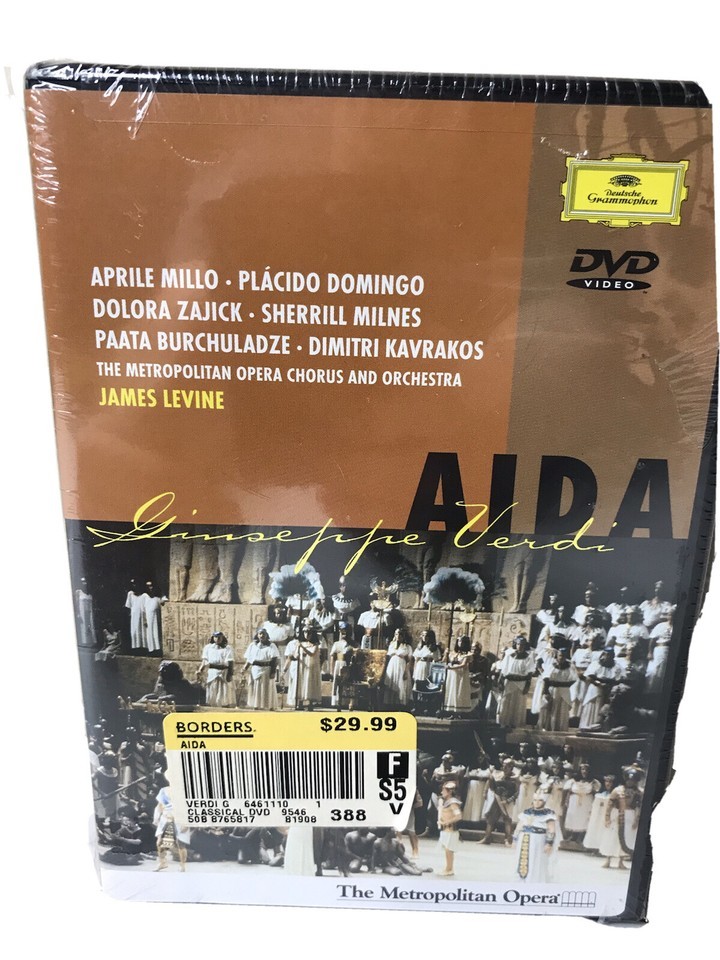 Deutsche
Grammophon
DVD
VIDEO
APRILE MILLO · PLÁCIDO DOMINGO
DOLORA ZAJICK · SHERRILL MILNES
PAATA BURCHULADZE · DIMITRI KAVRAKOS
THE METROPOLITAN OPERA CHORUS AND ORCHESTRA
JAMES LEVINE
AIDA
Giuseppe Verdi
BORDERS. $29.99
AIDA
F
S5
V
VERDI G 6461110 1
CLASSICAL DVD 9546
508 8765817 81908 388
The Metropolitan Opera